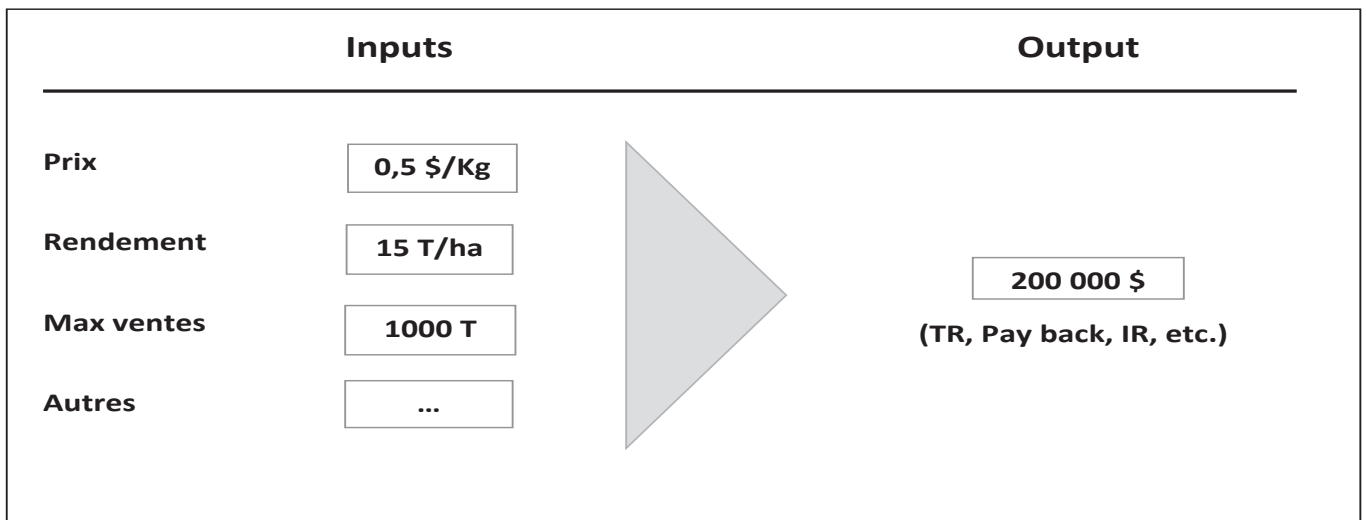 Inputs Output
Prix 0,5 $/Kg
Rendement 15 T/ha
200 000 $
Max ventes 1000 T
(TR, Pay back, IR, etc.)
Autres ...